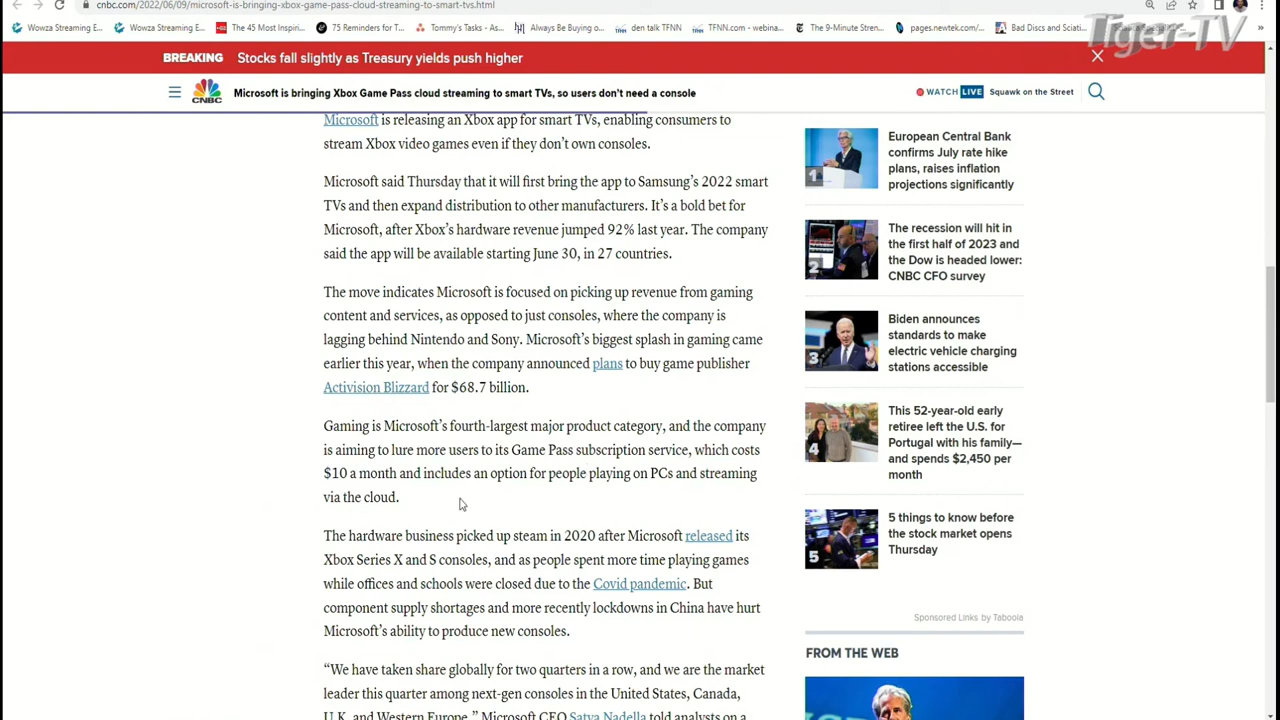 cnbc.com/2022/06/09/microsoft-is-bringing-xbox-game-pass-cloud-streaming-to-smart-tvs.html
Wowza Streaming E...
Wowza Streaming E...
The 45 Most Inspiri...
75 Reminders for T...
Tommy's Tasks - As...
Always Be Buying o...
den talk TFNN
TFNN.com - webina...
The 9-Minute Stren...
pages.newtek.com/...
Bad Discs and Sciati...
Tiger-TV
BREAKING Stocks fall slightly as Treasury yields push higher
CNBC
Microsoft is bringing Xbox Game Pass cloud streaming to smart TVs, so users don't need a console
WATCH LIVE Squawk on the Street
Microsoft is releasing an Xbox app for smart TVs, enabling consumers to
stream Xbox video games even if they don't own consoles.
Microsoft said Thursday that it will first bring the app to Samsung's 2022 smart
TVs and then expand distribution to other manufacturers. It's a bold bet for
Microsoft, after Xbox's hardware revenue jumped 92% last year. The company
said the app will be available starting June 30, in 27 countries.
The move indicates Microsoft is focused on picking up revenue from gaming
content and services, as opposed to just consoles, where the company is
lagging behind Nintendo and Sony. Microsoft's biggest splash in gaming came
earlier this year, when the company announced plans to buy game publisher
Activision Blizzard for $68.7 billion.
Gaming is Microsoft's fourth-largest major product category, and the company
is aiming to lure more users to its Game Pass subscription service, which costs
$10 a month and includes an option for people playing on PCs and streaming
via the cloud.
The hardware business picked up steam in 2020 after Microsoft released its
Xbox Series X and S consoles, and as people spent more time playing games
while offices and schools were closed due to the Covid pandemic. But
component supply shortages and more recently lockdowns in China have hurt
Microsoft's ability to produce new consoles.
“We have taken share globally for two quarters in a row, and we are the market
leader this quarter among next-gen consoles in the United States, Canada,
U.K. and Western Europe,” Microsoft CEO Satya Nadella told analysts on a
1
European Central Bank
confirms July rate hike
plans, raises inflation
projections significantly
2
The recession will hit in
the first half of 2023 and
the Dow is headed lower:
CNBC CFO survey
3
Biden announces
standards to make
electric vehicle charging
stations accessible
4
This 52-year-old early
retiree left the U.S. for
Portugal with his family—
and spends $2,450 per
month
5
5 things to know before
the stock market opens
Thursday
Sponsored Links by Taboola
FROM THE WEB